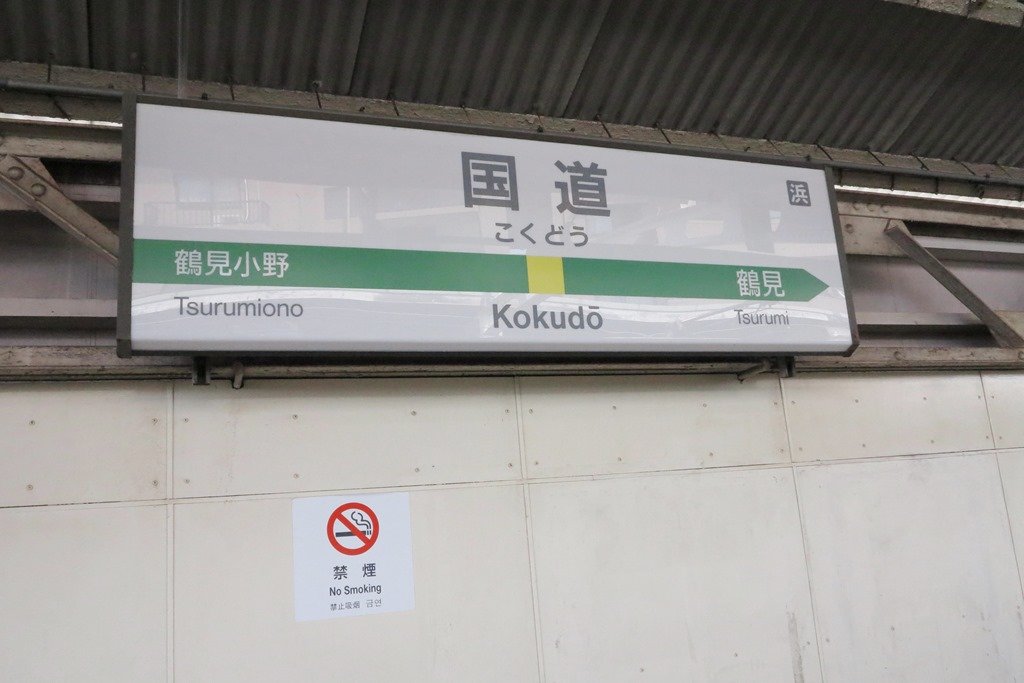 国道
浜
こくどう
鶴見小野
鶴見
Tsurumiono
Kokudō
Tsurumi
禁煙
No Smoking
禁止吸烟 금연